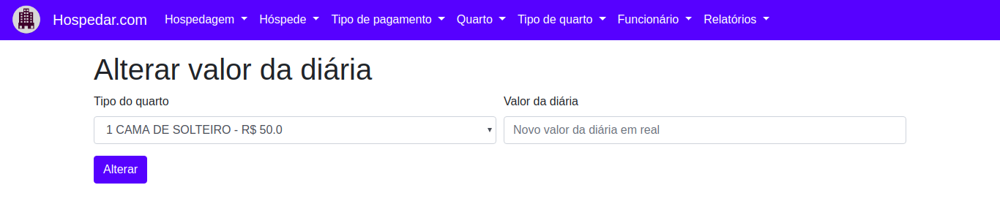 Hospedar.com Hospedagem Hóspede Tipo de pagamento Quarto Tipo de quarto Funcionário Relatórios
Alterar valor da diária
Tipo do quarto Valor da diária
1 CAMA DE SOLTEIRO - R$ 50.0 Novo valor da diária em real
Alterar